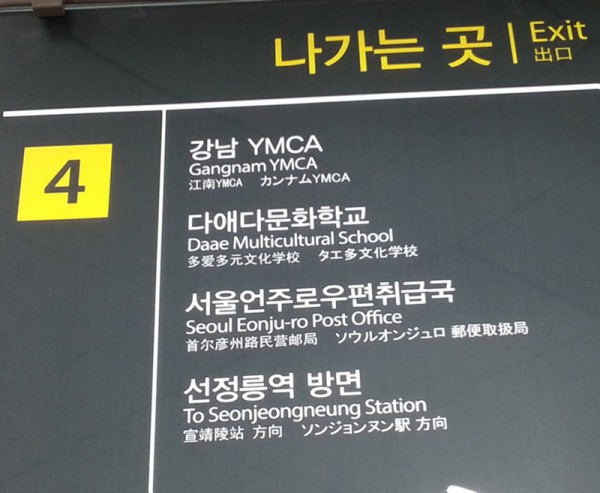 나가는 곳 | Exit
出口
4
강남 YMCA
Gangnam YMCA
江南YMCA カンナムYMCA
다애다문화학교
Daae Multicultural School
多爱多元文化学校 タエ多文化学校
서울언주로우편취급국
Seoul Eonju-ro Post Office
首尔彦州路民营邮局 ソウルオンジュロ 郵便取扱局
선정릉역 방면
To Seonjeongneung Station
宣靖陵站 方向 ソンジョンヌン駅 方向